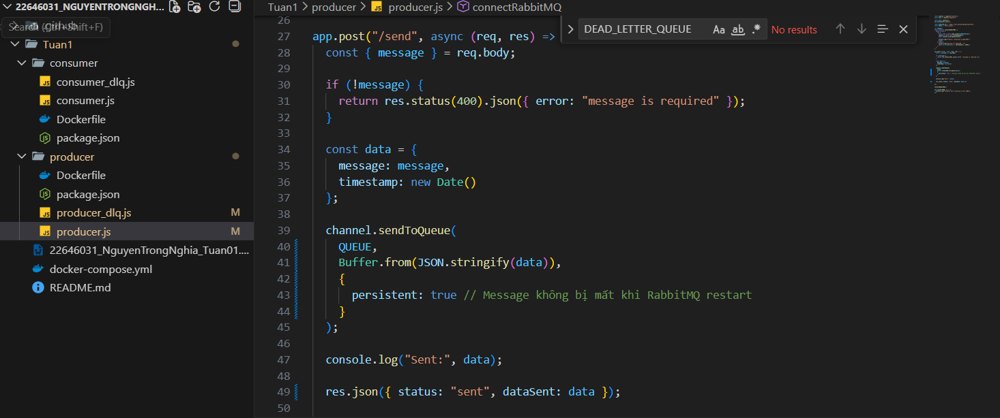 22646031_NGUYENTRONGNGH...
Search (Ctrl+Shift+F)
Tuan1
consumer
consumer_dlq.js
consumer.js
Dockerfile
package.json
producer
Dockerfile
package.json
producer_dlq.js M
producer.js M
22646031_NguyenTrongNghia_Tuan01....
docker-compose.yml
README.md
Tuan1 > producer > JS producer.js > connectRabbitMQ
DEAD_LETTER_QUEUE Aa ab .* No results
26
27 app.post("/send", async (req, res) =>
28 const { message } = req.body;
29
30 if (!message) {
31 return res.status(400).json({ error: "message is required" });
32 }
33
34 const data = {
35 message: message,
36 timestamp: new Date()
37 };
38
39 channel.sendToQueue(
40 QUEUE,
41 Buffer.from(JSON.stringify(data)),
42 {
43 persistent: true // Message không bị mất khi RabbitMQ restart
44 }
45 );
46
47 console.log("Sent:", data);
48
49 res.json({ status: "sent", dataSent: data });
50